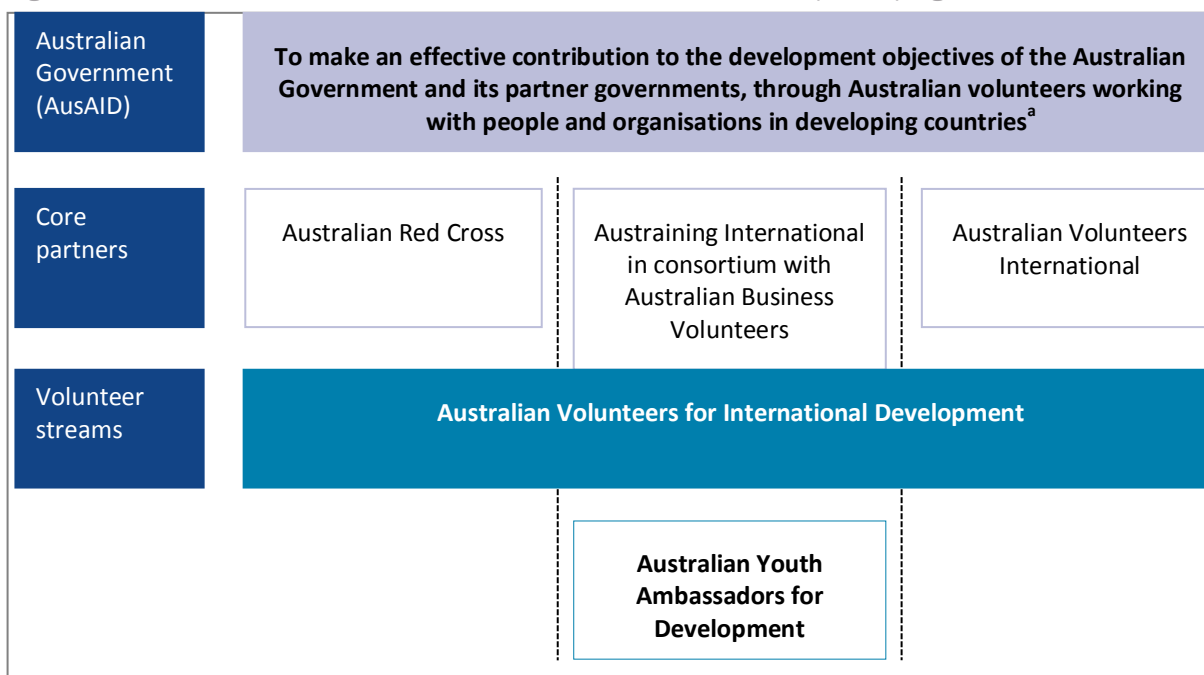 Australian
Government
(AusAID)
To make an effective contribution to the development objectives of the Australian
Government and its partner governments, through Australian volunteers working
with people and organisations in developing countriesᵃ
Core
partners
Australian Red Cross
Austraining International
in consortium with
Australian Business
Volunteers
Australian Volunteers
International
Volunteer
streams
Australian Volunteers for International Development
Australian Youth
Ambassadors for
Development